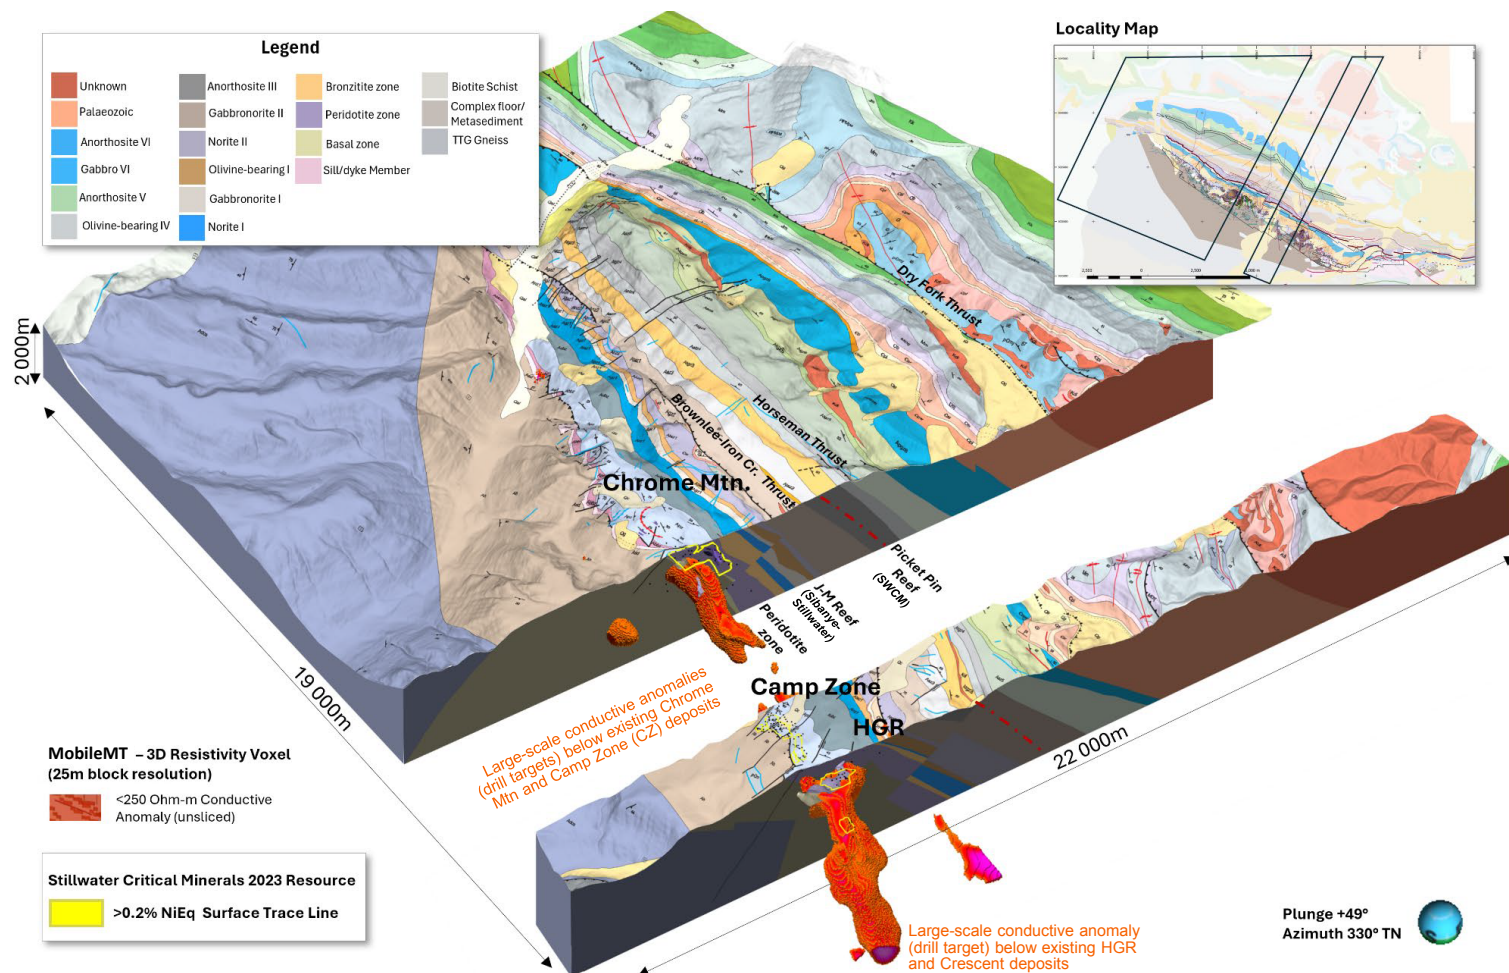 Legend
Unknown
Palaeozoic
Anorthosite VI
Gabbro VI
Anorthosite V
Olivine-bearing IV
Anorthosite III
Gabbronorite II
Norite II
Olivine-bearing I
Gabbronorite I
Norite I
Bronzitite zone
Peridotite zone
Basal zone
Sill/dyke Member
Biotite Schist
Complex floor/
Metasediment
TTG Gneiss
Locality Map
Dry Fork Thrust
Horseman Thrust
Brownlee-Iron Cr. Thrust
Chrome Mtn.
2 000m
19 000m
22 000m
Picket Pin
Reef
(SWCM)
J-M Reef
(Sibanye-
Stillwater)
Peridotite
zone
Camp Zone
HGR
Large-scale conductive anomalies
(drill targets) below existing Chrome
Mtn and Camp Zone (CZ) deposits
MobileMT – 3D Resistivity Voxel
(25m block resolution)
<250 Ohm-m Conductive
Anomaly (unsliced)
Stillwater Critical Minerals 2023 Resource
>0.2% NiEq Surface Trace Line
Large-scale conductive anomaly
(drill target) below existing HGR
and Crescent deposits
Plunge +49°
Azimuth 330° TN